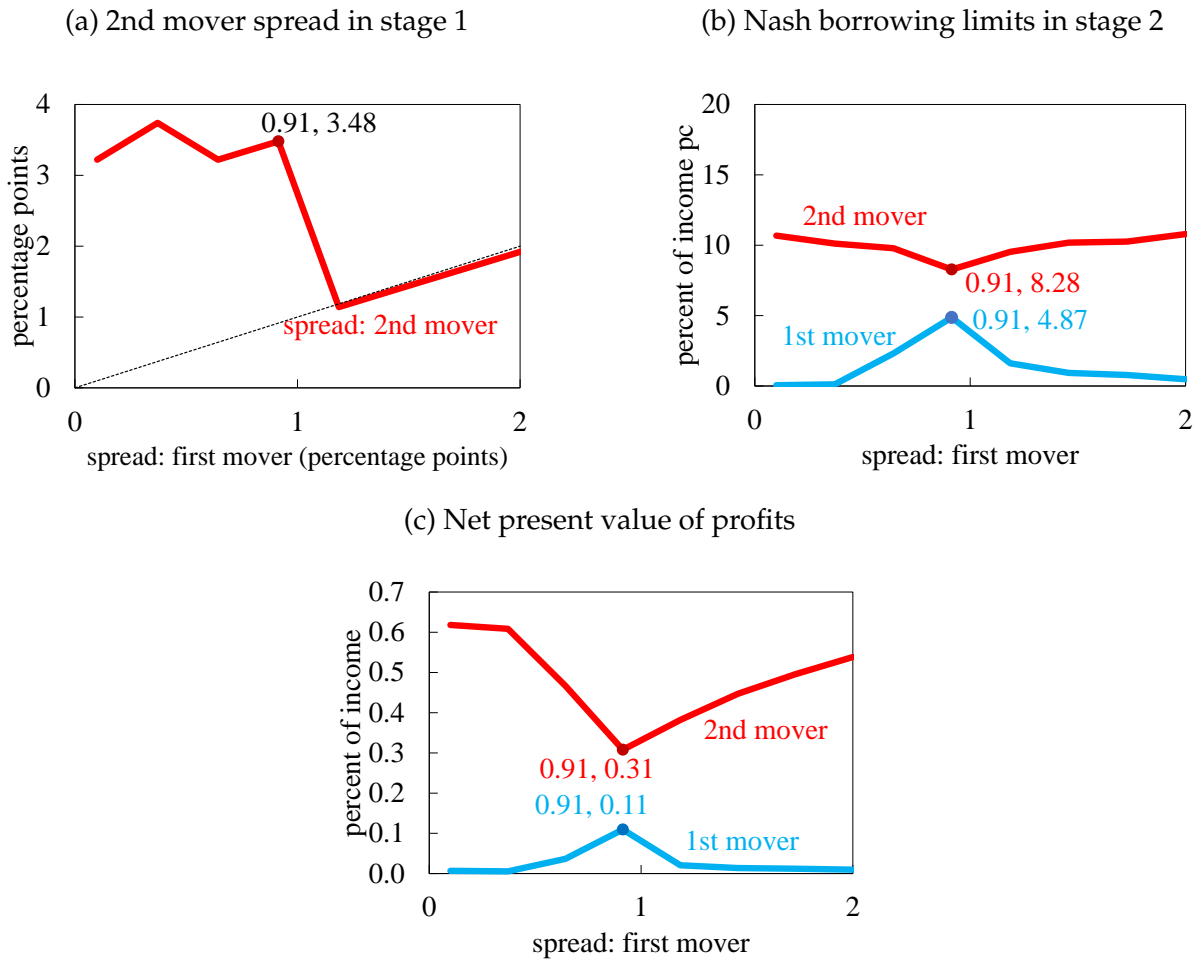 (a) 2nd mover spread in stage 1
percentage points
4
3
2
1
0
0.91, 3.48
spread: 2nd mover
0
1
2
spread: first mover (percentage points)
(b) Nash borrowing limits in stage 2
percent of income pc
20
15
10
5
0
2nd mover
0.91, 8.28
1st mover
0.91, 4.87
0
1
2
spread: first mover
(c) Net present value of profits
percent of income
0.7
0.6
0.5
0.4
0.3
0.2
0.1
0.0
2nd mover
0.91, 0.31
0.91, 0.11
1st mover
0
1
2
spread: first mover